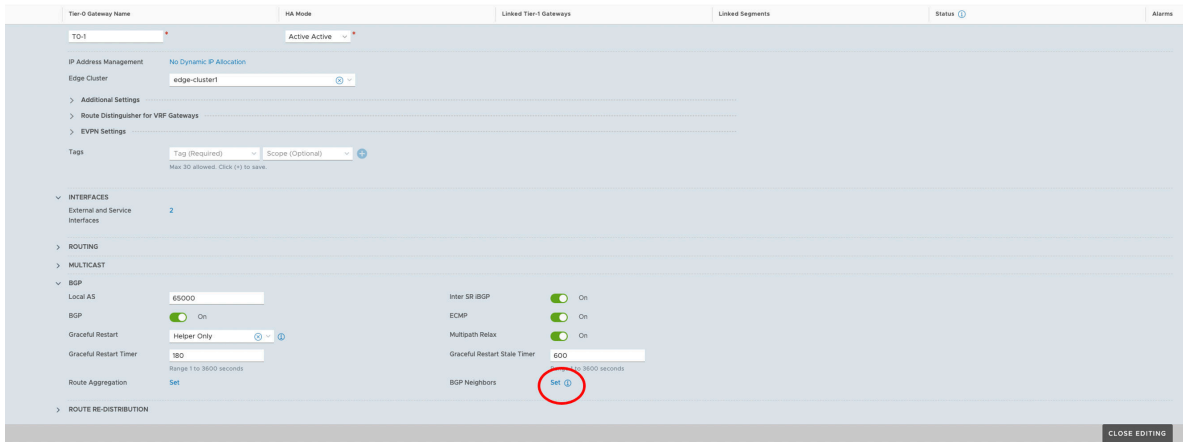 Tier-0 Gateway Name HA Mode Linked Tier-1 Gateways Linked Segments Status Alarms
TO-1 * Active Active *
IP Address Management No Dynamic IP Allocation
Edge Cluster edge-cluster1
Additional Settings
Route Distinguisher for VRF Gateways
EVPN Settings
Tags Tag (Required) Scope (Optional)
Max 30 allowed. Click (+) to save.
INTERFACES
External and Service 2
Interfaces
ROUTING
MULTICAST
BGP
Local AS 65000 Inter SR iBGP On
BGP On ECMP On
Graceful Restart Helper Only Multipath Relax On
Graceful Restart Timer 180 Graceful Restart Stale Timer 600
Range 1 to 3600 seconds Range 1 to 3600 seconds
Route Aggregation Set BGP Neighbors Set
ROUTE RE-DISTRIBUTION
CLOSE EDITING